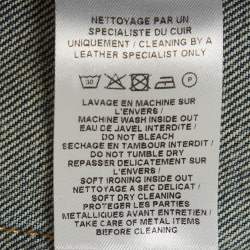 NETTOYAGE PAR UN
SPECIALISTE DU CUIR
UNIQUEMENT / CLEANING BY A
LEATHER SPECIALIST ONLY
30
LAVAGE EN MACHINE SUR
L'ENVERS /
MACHINE WASH INSIDE OUT
EAU DE JAVEL INTERDITE /
DO NOT BLEACH
SECHAGE EN TAMBOUR INTERDIT /
DO NOT TUMBLE DRY
REPASSER DELICATEMENT SUR
L'ENVERS /
SOFT IRONING INSIDE OUT
NETTOYAGE A SEC DELICAT /
SOFT DRY CLEANING
PROTEGER LES PARTIES
METALLIQUES AVANT ENTRETIEN /
TAKE CARE OF METAL ITEMS
BEFORE CLEANING